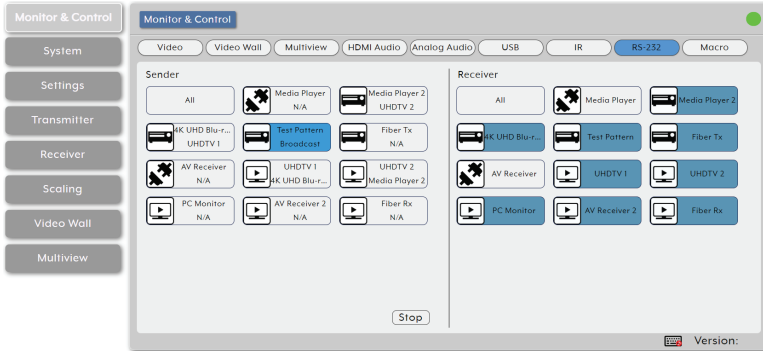 Monitor & Control
System
Settings
Transmitter
Receiver
Scaling
Video Wall
Multiview
Monitor & Control
Video
Video Wall
Multiview
HDMI Audio
Analog Audio
USB
IR
RS-232
Macro
Sender
All
Media Player
N/A
Media Player 2
UHDTV 2
4K UHD Blu-r...
UHDTV 1
Test Pattern
Broadcast
Fiber Tx
N/A
AV Receiver
N/A
UHDTV 1
4K UHD Blu-r...
UHDTV 2
Media Player 2
PC Monitor
N/A
AV Receiver 2
N/A
Fiber Rx
N/A
Stop
Receiver
All
Media Player
Media Player 2
4K UHD Blu-r...
Test Pattern
Fiber Tx
AV Receiver
UHDTV 1
UHDTV 2
PC Monitor
AV Receiver 2
Fiber Rx
Version: